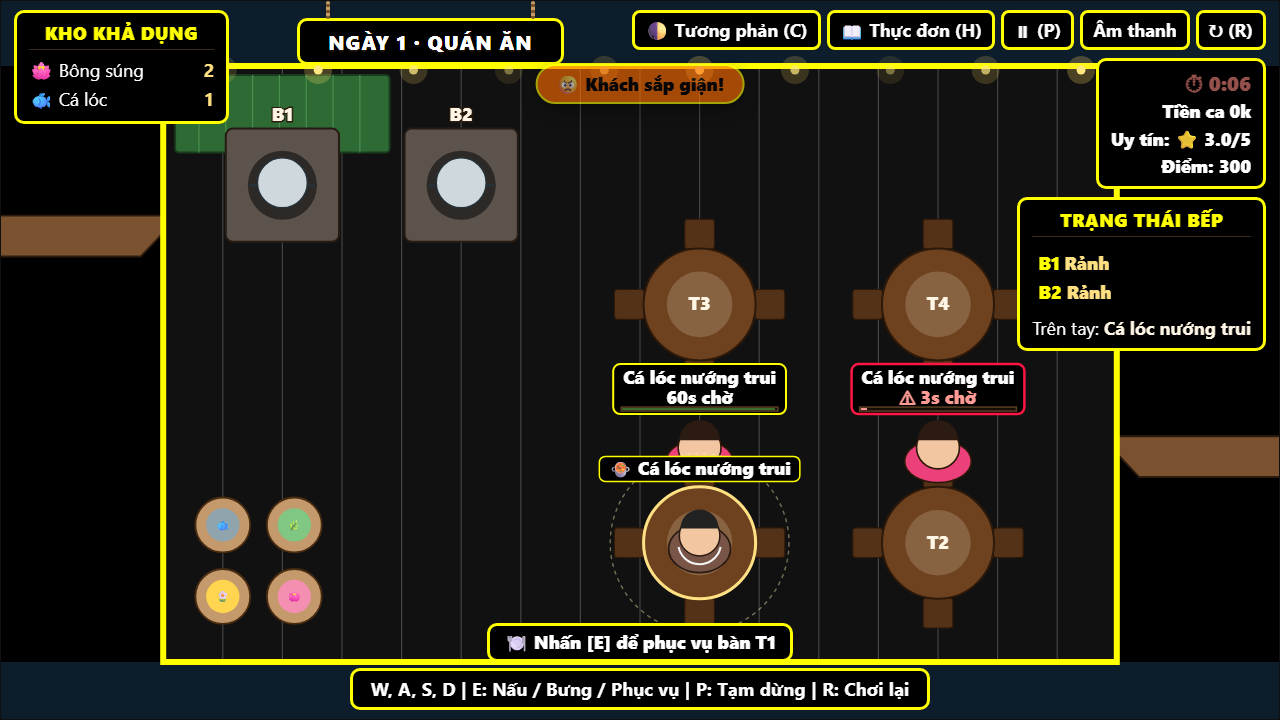 KHO KHẢ DỤNG
Bông súng 2
Cá lóc 1
NGÀY 1 · QUÁN ĂN
Tương phản (C)
Thực đơn (H)
⏸ (P)
Âm thanh
↻ (R)
Khách sắp giận!
0:06
Tiền ca 0k
Uy tín: ⭐ 3.0/5
Điểm: 300
TRẠNG THÁI BẾP
B1 Rảnh
B2 Rảnh
Trên tay: Cá lóc nướng trui
B1
B2
T3
T4
Cá lóc nướng trui
60s chờ
Cá lóc nướng trui
⚠ 3s chờ
Cá lóc nướng trui
T2
Nhấn [E] để phục vụ bàn T1
W, A, S, D | E: Nấu / Bưng / Phục vụ | P: Tạm dừng | R: Chơi lại